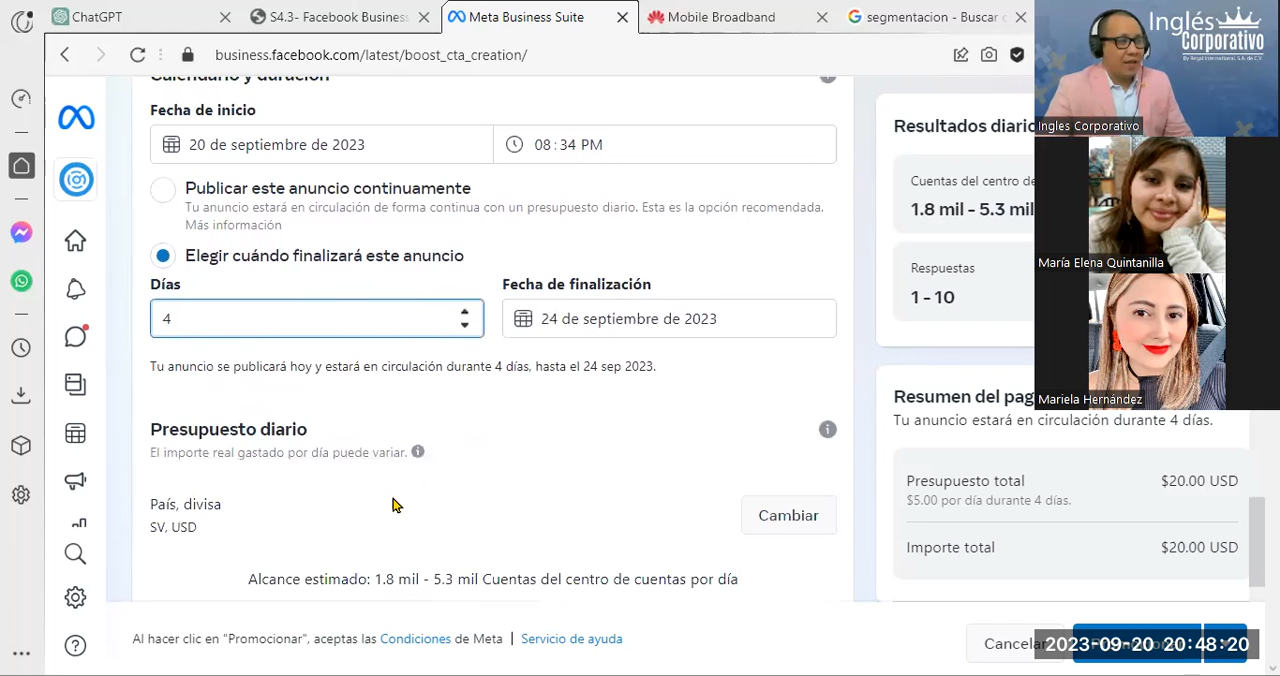 ChatGPT
S4.3- Facebook Business
Meta Business Suite
Mobile Broadband
segmentacion - Buscar
business.facebook.com/latest/boost_cta_creation/
Calendario y duración
Fecha de inicio
20 de septiembre de 2023
08:34 PM
Publicar este anuncio continuamente
Tu anuncio estará en circulación de forma continua con un presupuesto diario. Esta es la opción recomendada.
Más información
Elegir cuándo finalizará este anuncio
Días
Fecha de finalización
4
24 de septiembre de 2023
Tu anuncio se publicará hoy y estará en circulación durante 4 días, hasta el 24 sep 2023.
Presupuesto diario
El importe real gastado por día puede variar.
País, divisa
SV, USD
Cambiar
Alcance estimado: 1.8 mil - 5.3 mil Cuentas del centro de cuentas por día
Al hacer clic en "Promocionar", aceptas las Condiciones de Meta | Servicio de ayuda
Resultados diario
Cuentas del centro de
1.8 mil - 5.3 mil
Respuestas
1 - 10
Resumen del pag
Tu anuncio estará en circulación durante 4 días.
Presupuesto total
$20.00 USD
$5.00 por día durante 4 días.
Importe total
$20.00 USD
Cancelar
2023-09-20 20:48:20
Inglés
Corporativo
By Regal International, S.A. de C.V.
Ingles Corporativo
María Elena Quintanilla
Mariela Hernández